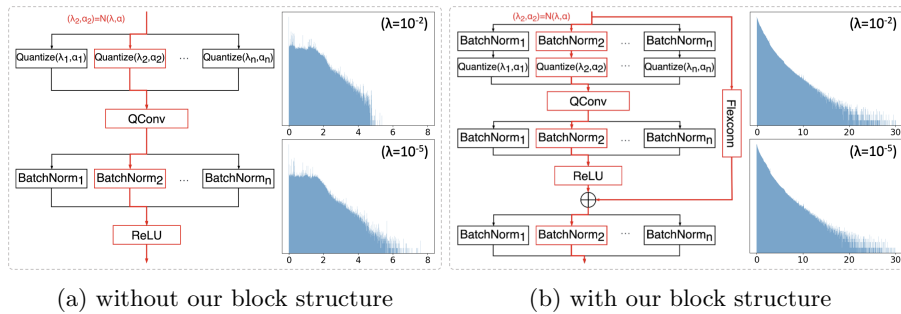 (λ₂,α₂)=N(λ,α)
Quantize(λ₁,α₁) Quantize(λ₂,α₂) ... Quantize(λₙ,αₙ)
QConv
BatchNorm₁ BatchNorm₂ ... BatchNormₙ
ReLU
(λ=10⁻²)
0 2 4 6 8
(λ=10⁻⁵)
0 2 4 6 8
(a) without our block structure
(λ₂,α₂)=N(λ,α)
BatchNorm₁ BatchNorm₂ ... BatchNormₙ
Quantize(λ₁,α₁) Quantize(λ₂,α₂) ... Quantize(λₙ,αₙ)
QConv
Flexconn
BatchNorm₁ BatchNorm₂ ... BatchNormₙ
ReLU
BatchNorm₁ BatchNorm₂ ... BatchNormₙ
(λ=10⁻²)
0 10 20 30
(λ=10⁻⁵)
0 10 20 30
(b) with our block structure